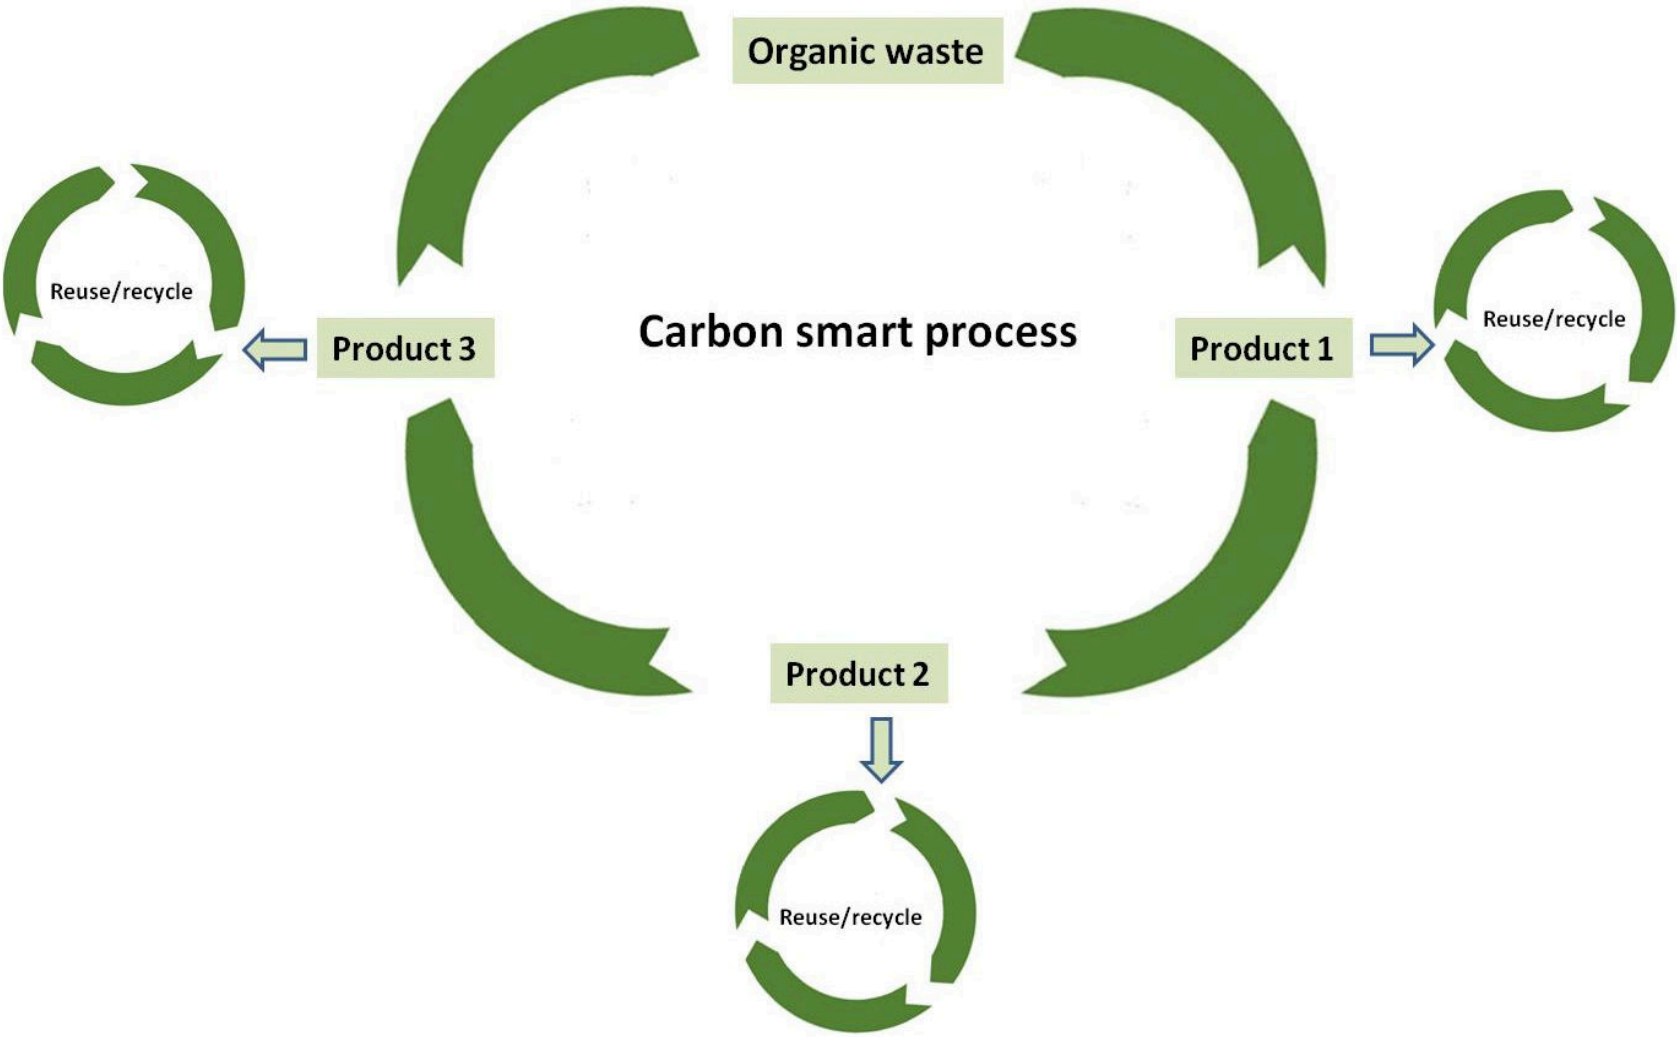 Organic waste
Reuse/recycle
Product 3
Carbon smart process
Product 1
Reuse/recycle
Product 2
Reuse/recycle